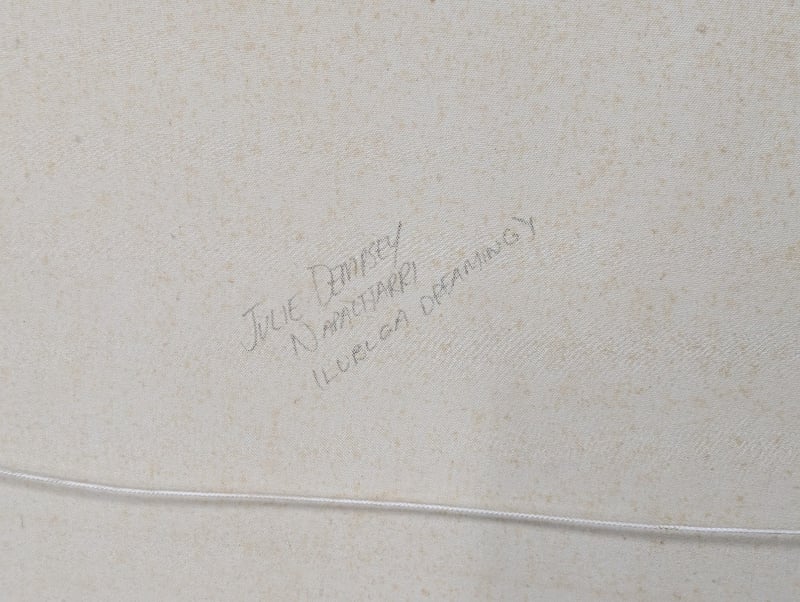 JULIE DEMPSEY
NAPALTJARRI
ILUBLGA DREAMING